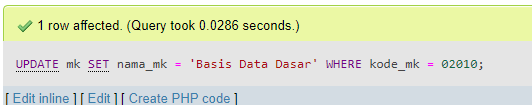 1 row affected. (Query took 0.0286 seconds.)
UPDATE mk SET nama_mk = 'Basis Data Dasar' WHERE kode_mk = 02010;
[ Edit inline ] [ Edit ] [ Create PHP code ]